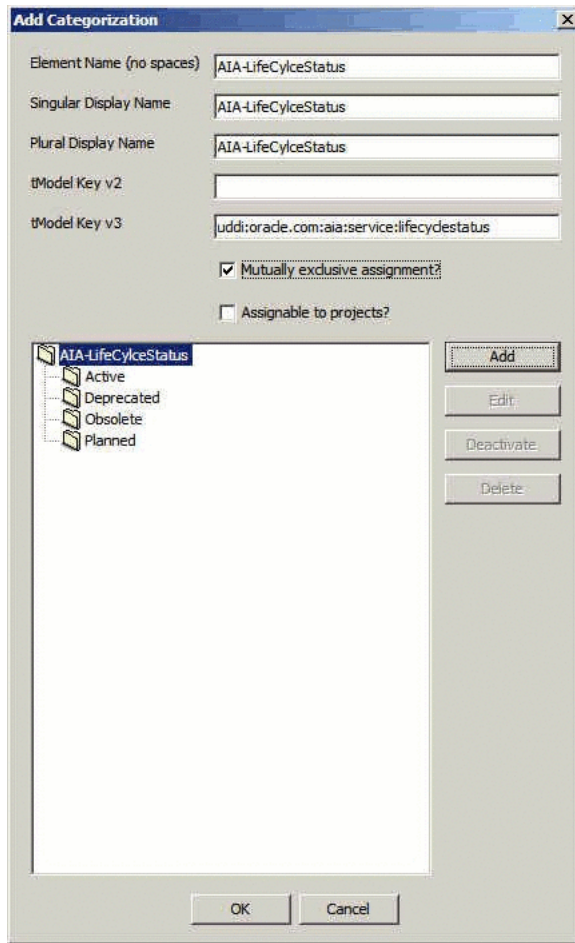 Add Categorization
Element Name (no spaces) AIA-LifeCylceStatus
Singular Display Name AIA-LifeCylceStatus
Plural Display Name AIA-LifeCylceStatus
tModel Key v2
tModel Key v3 uddi:oracle.com:aia:service:lifecyclestatus
Mutually exclusive assignment?
Assignable to projects?
AIA-LifeCylceStatus
Add
Active
Deprecated
Edit
Obsolete
Planned
Deactivate
Delete
OK Cancel